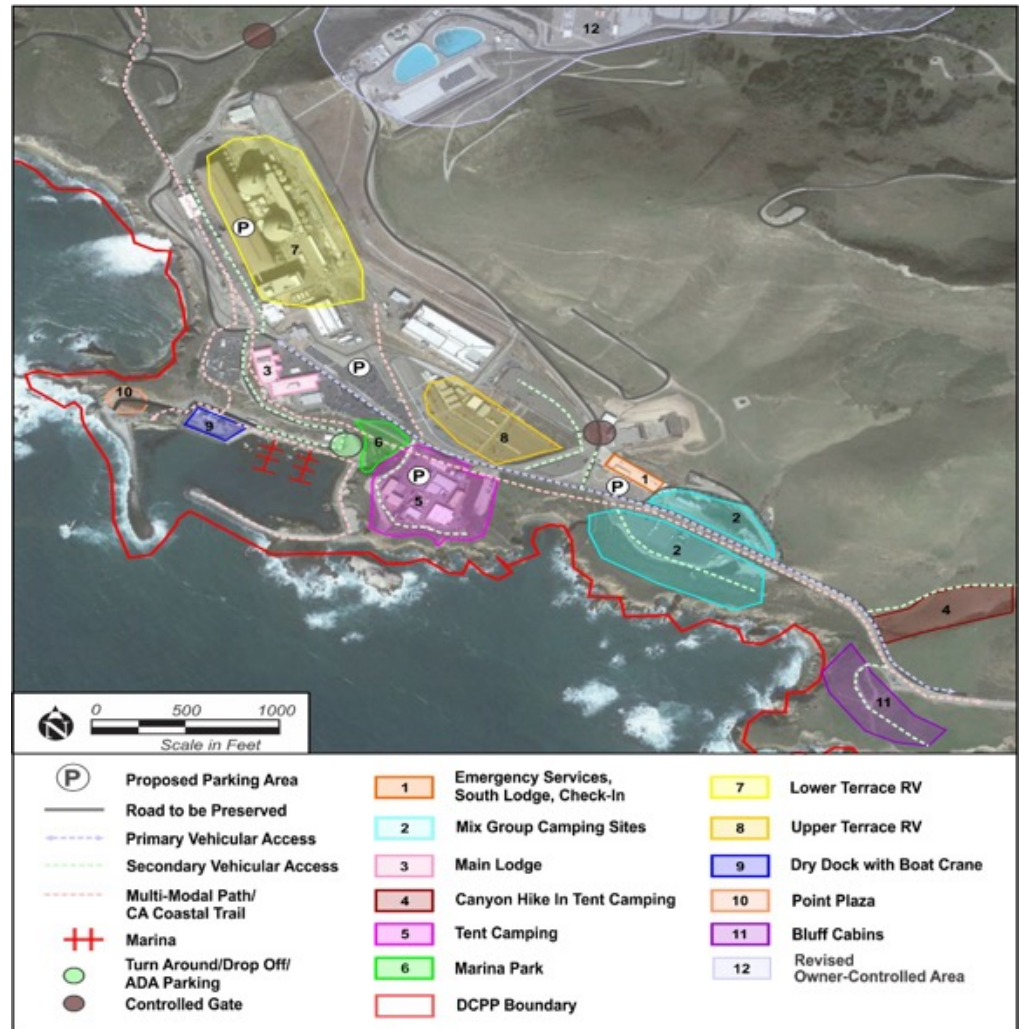 12
P
7
3
P
10
9
6
8
P
5
1
P
2
2
4
11
N
0 500 1000
Scale in Feet
P Proposed Parking Area
Road to be Preserved
Primary Vehicular Access
Secondary Vehicular Access
Multi-Modal Path/
CA Coastal Trail
Marina
Turn Around/Drop Off/
ADA Parking
Controlled Gate
1 Emergency Services,
South Lodge, Check-In
2 Mix Group Camping Sites
3 Main Lodge
4 Canyon Hike In Tent Camping
5 Tent Camping
6 Marina Park
DCPP Boundary
7 Lower Terrace RV
8 Upper Terrace RV
9 Dry Dock with Boat Crane
10 Point Plaza
11 Bluff Cabins
12 Revised
Owner-Controlled Area